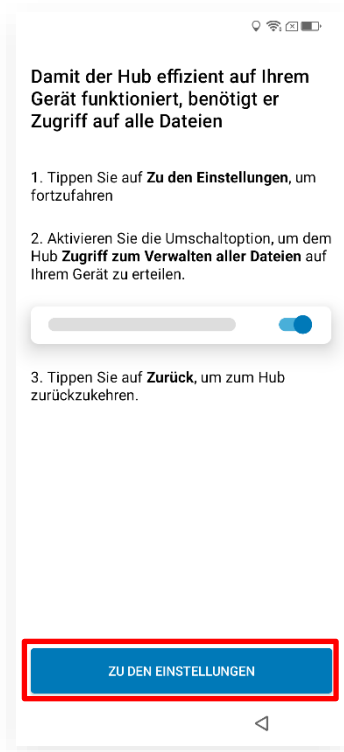 Damit der Hub effizient auf Ihrem
Gerät funktioniert, benötigt er
Zugriff auf alle Dateien
1. Tippen Sie auf Zu den Einstellungen, um
fortzufahren
2. Aktivieren Sie die Umschaltoption, um dem
Hub Zugriff zum Verwalten aller Dateien auf
Ihrem Gerät zu erteilen.
3. Tippen Sie auf Zurück, um zum Hub
zurückzukehren.
ZU DEN EINSTELLUNGEN